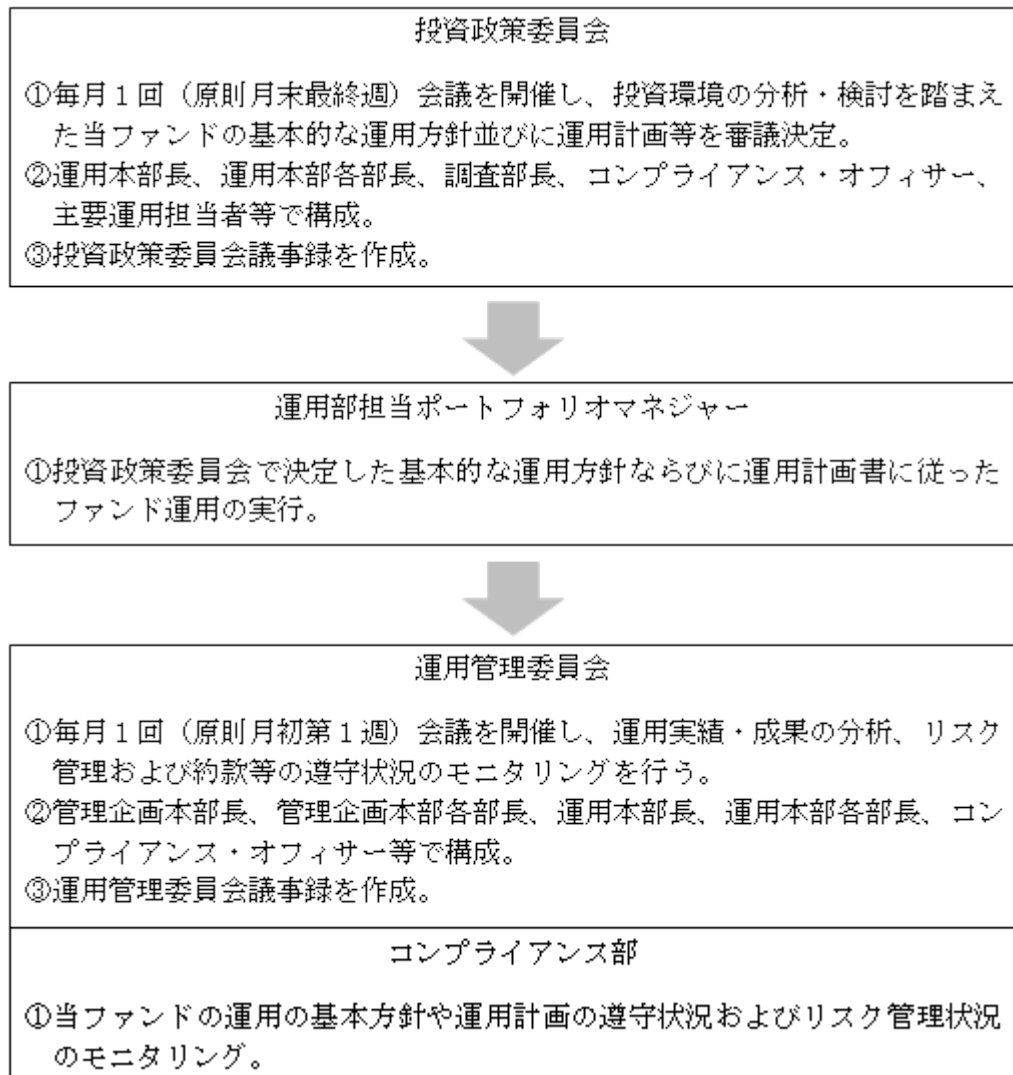 投資政策委員会
①毎月１回（原則月末最終週）会議を開催し、投資環境の分析・検討を踏まえ
た当ファンドの基本的な運用方針並びに運用計画等を審議決定。
②運用本部長、運用本部各部長、調査部長、コンプライアンス・オフィサー、
主要運用担当者等で構成。
③投資政策委員会議事録を作成。
運用部担当ポートフォリオマネジャー
①投資政策委員会で決定した基本的な運用方針ならびに運用計画書に従った
ファンド運用の実行。
運用管理委員会
①毎月１回（原則月初第１週）会議を開催し、運用実績・成果の分析、リスク
管理および約款等の遵守状況のモニタリングを行う。
②管理企画本部長、管理企画本部各部長、運用本部長、運用本部各部長、コン
プライアンス・オフィサー等で構成。
③運用管理委員会議事録を作成。
コンプライアンス部
①当ファンドの運用の基本方針や運用計画の遵守状況およびリスク管理状況
のモニタリング。